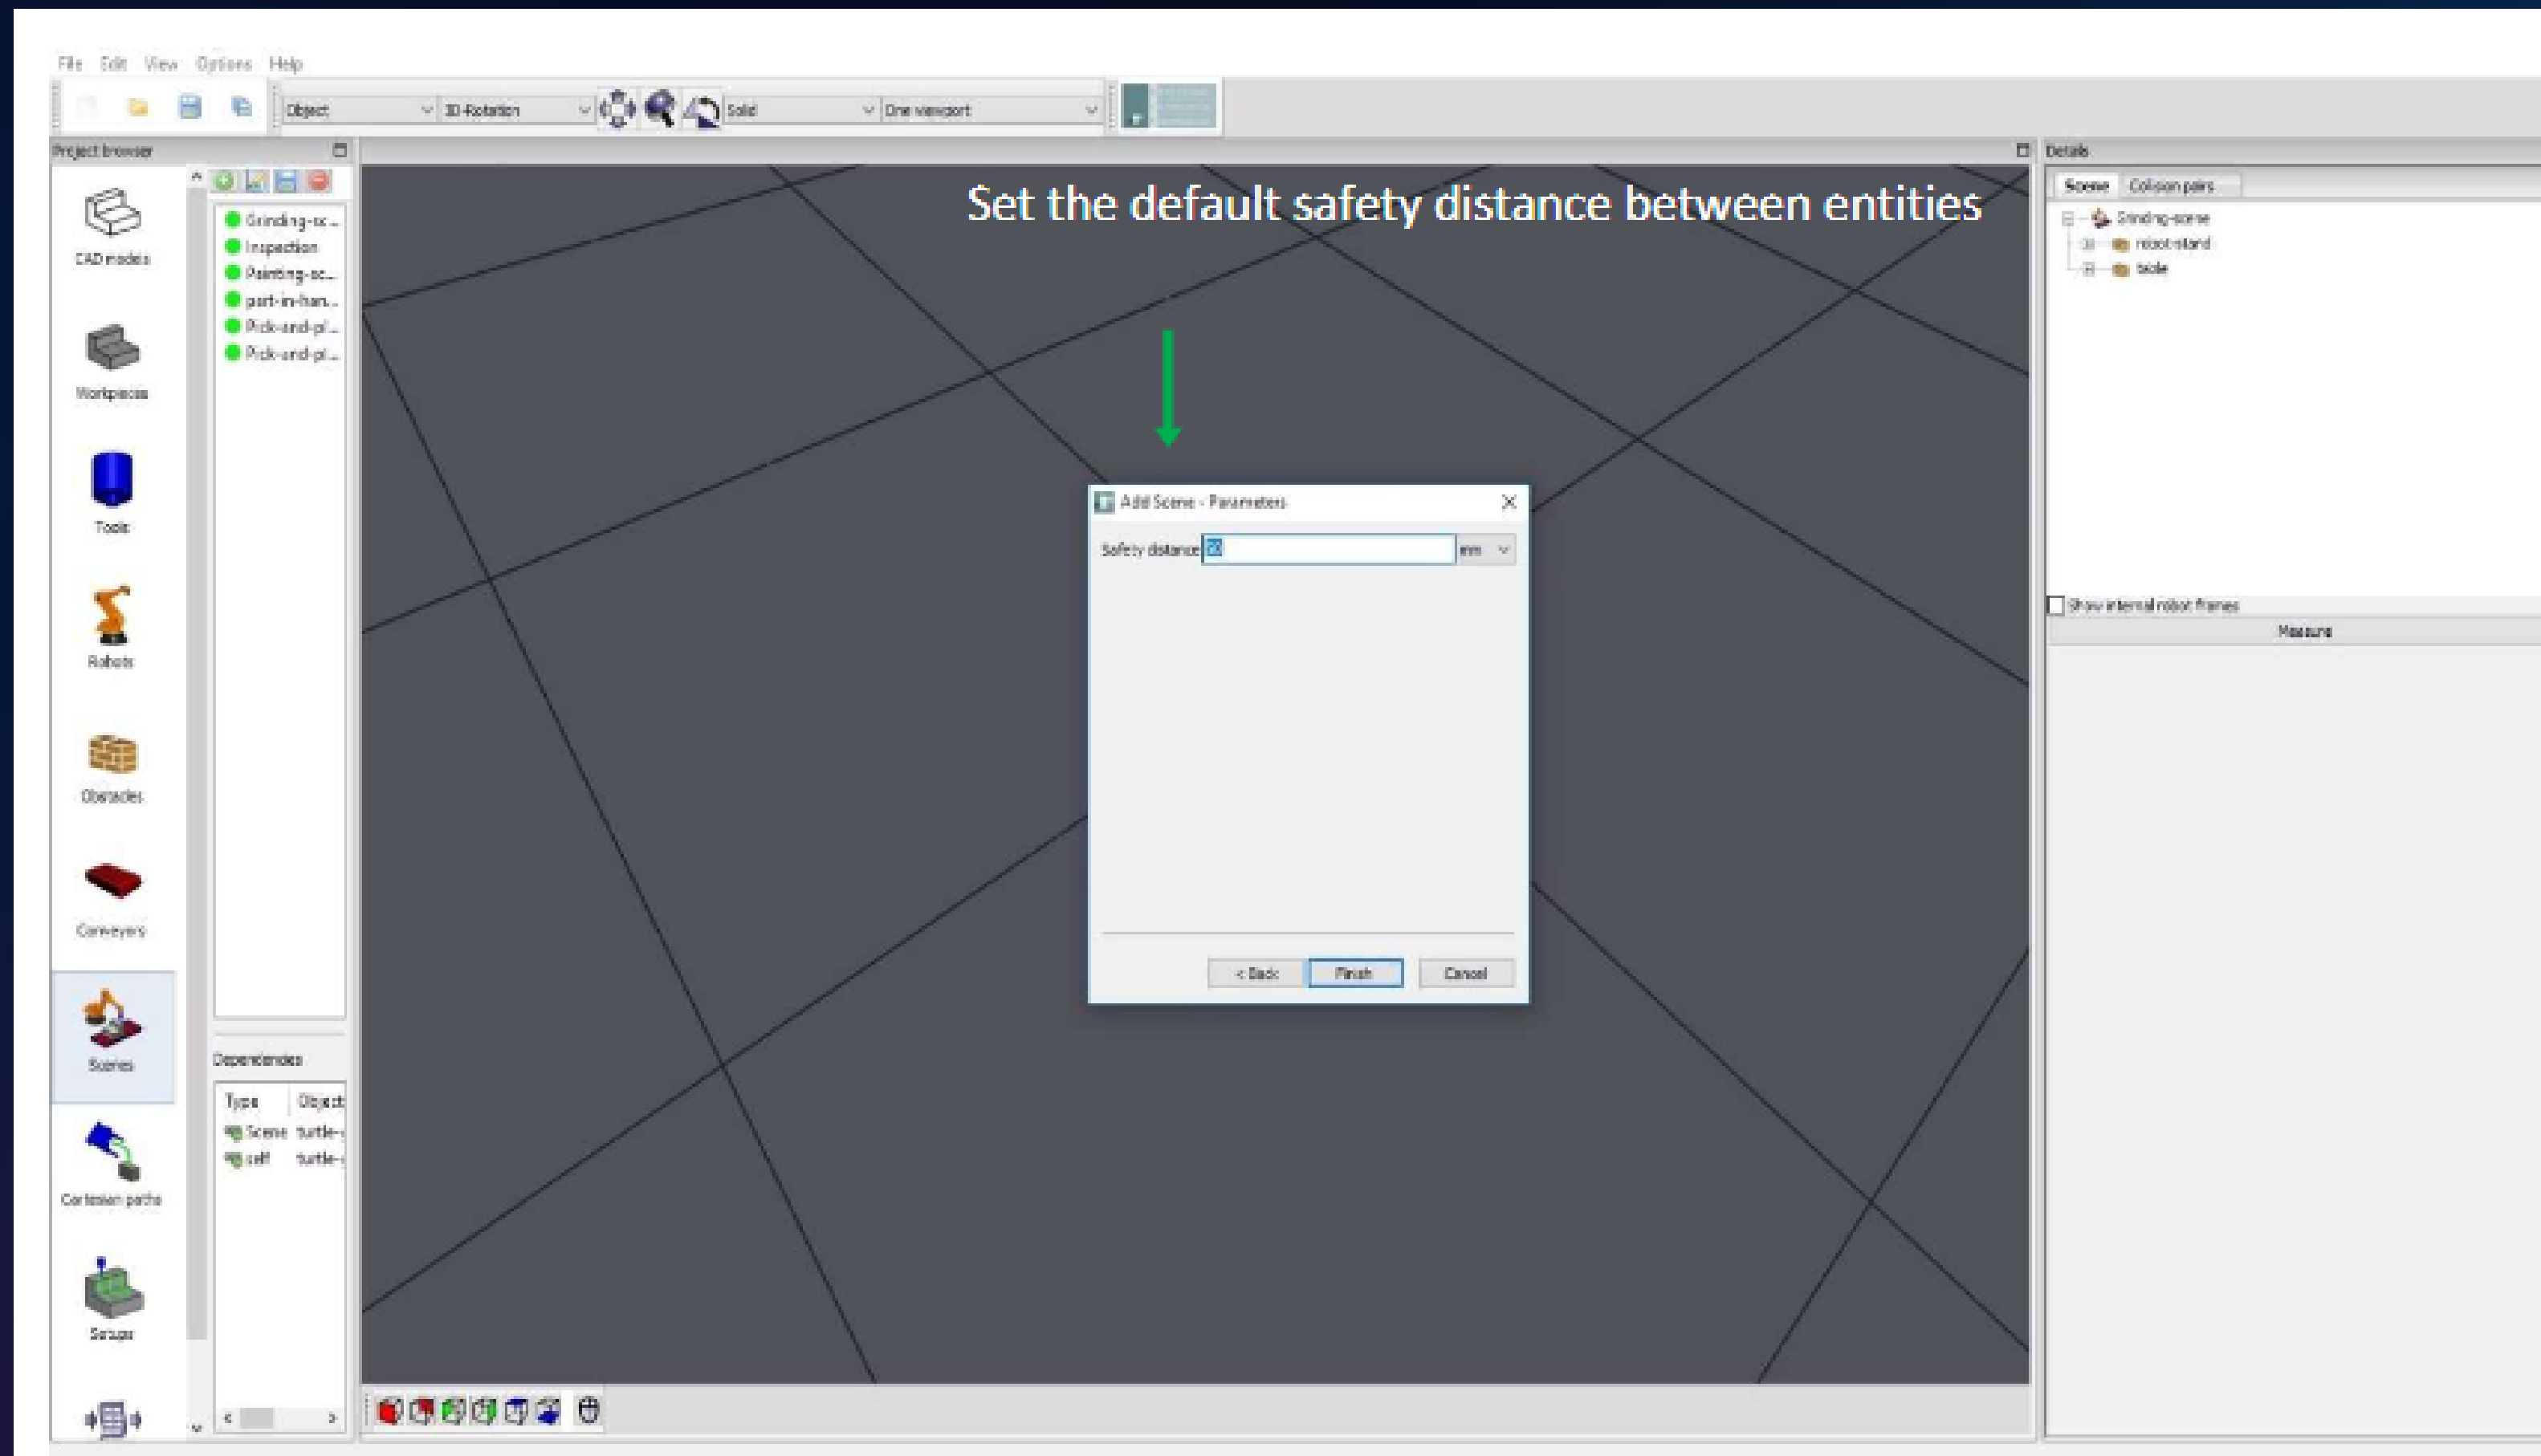 File Edit View Options Help
Object 3D-Rotation Solid One viewport
Project browser
Details
Set the default safety distance between entities
CAD models
Workpieces
Tools
Robots
Obstacles
Conveyors
Scenes
Cartesian paths
Setups
Grinding-sc...
Inspection
Painting-sc...
part-in-han...
Pick-and-pl...
Pick-and-pl...
Dependencies
Type Object
Scene turtle-
self turtle-
Add Scene - Parameters
Safety distance mm
< Back Finish Cancel
Scene Collision pairs
Grinding-scene
robot-stand
table
Show internal robot frames
Measure